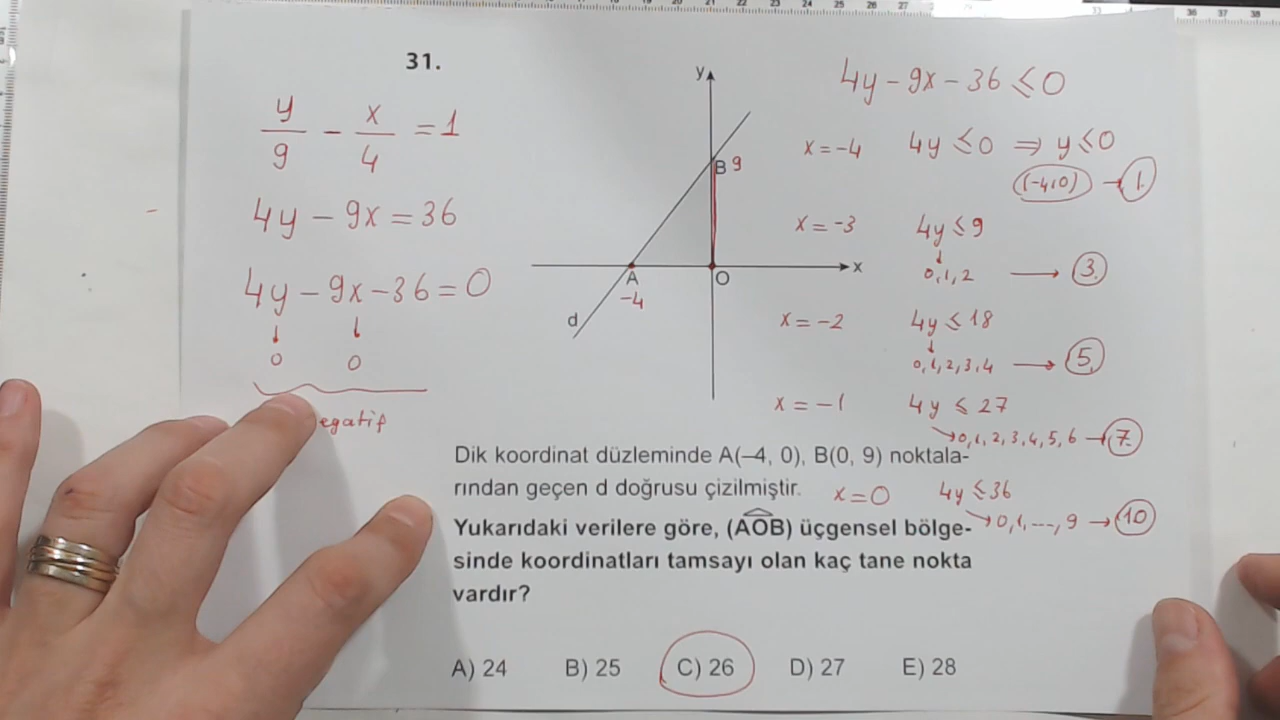 31.
y/9 - x/4 = 1
4y - 9x = 36
4y - 9x - 36 = 0
0 0
egatif
y
B 9
A
-4
O
x
d
4y - 9x - 36 ≤ 0
x = -4 4y ≤ 0 ⇒ y ≤ 0
(-4,0) → 1.
x = -3 4y ≤ 9
0, 1, 2 → 3.
x = -2 4y ≤ 18
0, 1, 2, 3, 4 → 5.
x = -1 4y ≤ 27
0, 1, 2, 3, 4, 5, 6 → 7.
Dik koordinat düzleminde A(–4, 0), B(0, 9) noktala-
rından geçen d doğrusu çizilmiştir.
x = 0 4y ≤ 36
0, 1, ---, 9 → 10
Yukarıdaki verilere göre, (AOB) üçgensel bölge-
sinde koordinatları tamsayı olan kaç tane nokta
vardır?
A) 24 B) 25 C) 26 D) 27 E) 28